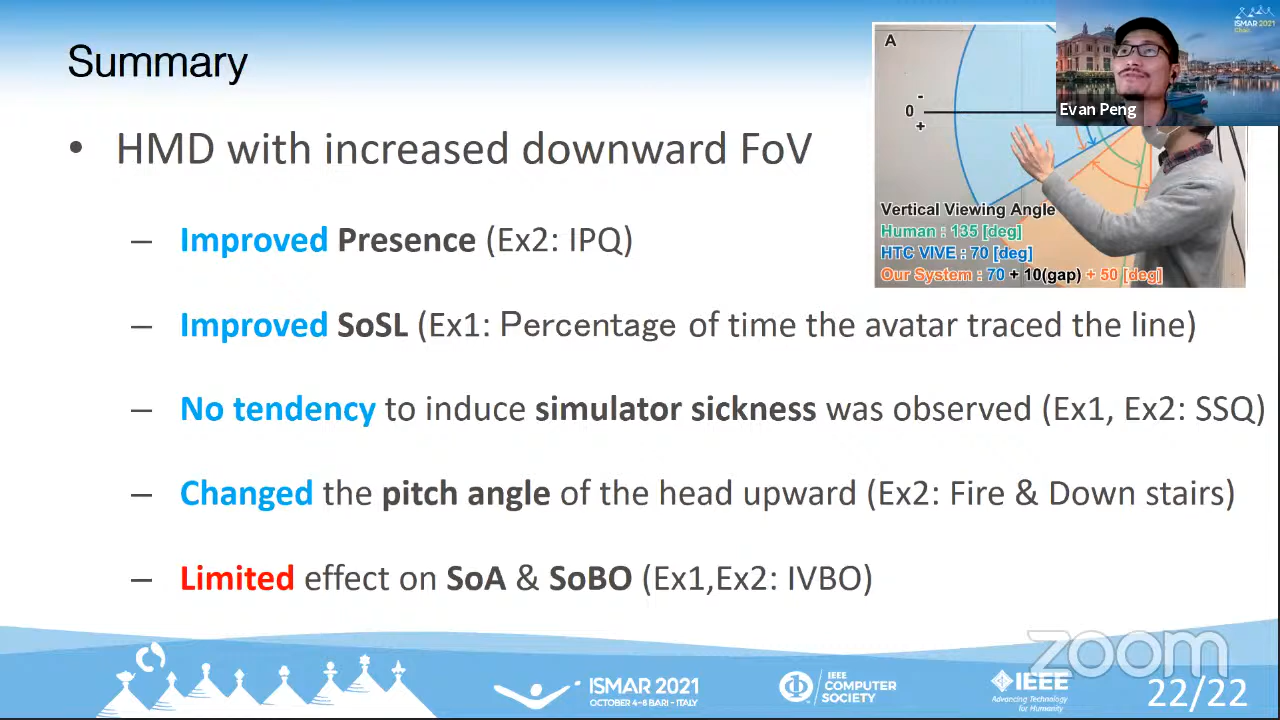 Summary
• HMD with increased downward FoV
– Improved Presence (Ex2: IPQ)
– Improved SoSL (Ex1: Percentage of time the avatar traced the line)
– No tendency to induce simulator sickness was observed (Ex1, Ex2: SSQ)
– Changed the pitch angle of the head upward (Ex2: Fire & Down stairs)
– Limited effect on SoA & SoBO (Ex1,Ex2: IVBO)
A
-
0
+
Vertical Viewing Angle
Human : 135 [deg]
HTC VIVE : 70 [deg]
Our System : 70 + 10(gap) + 50 [deg]
ISMAR 2021
Evan Peng
ISMAR 2021
OCTOBER 4-8 BARI - ITALY
IEEE
COMPUTER
SOCIETY
IEEE
Advancing Technology
for Humanity
zoom
22/22